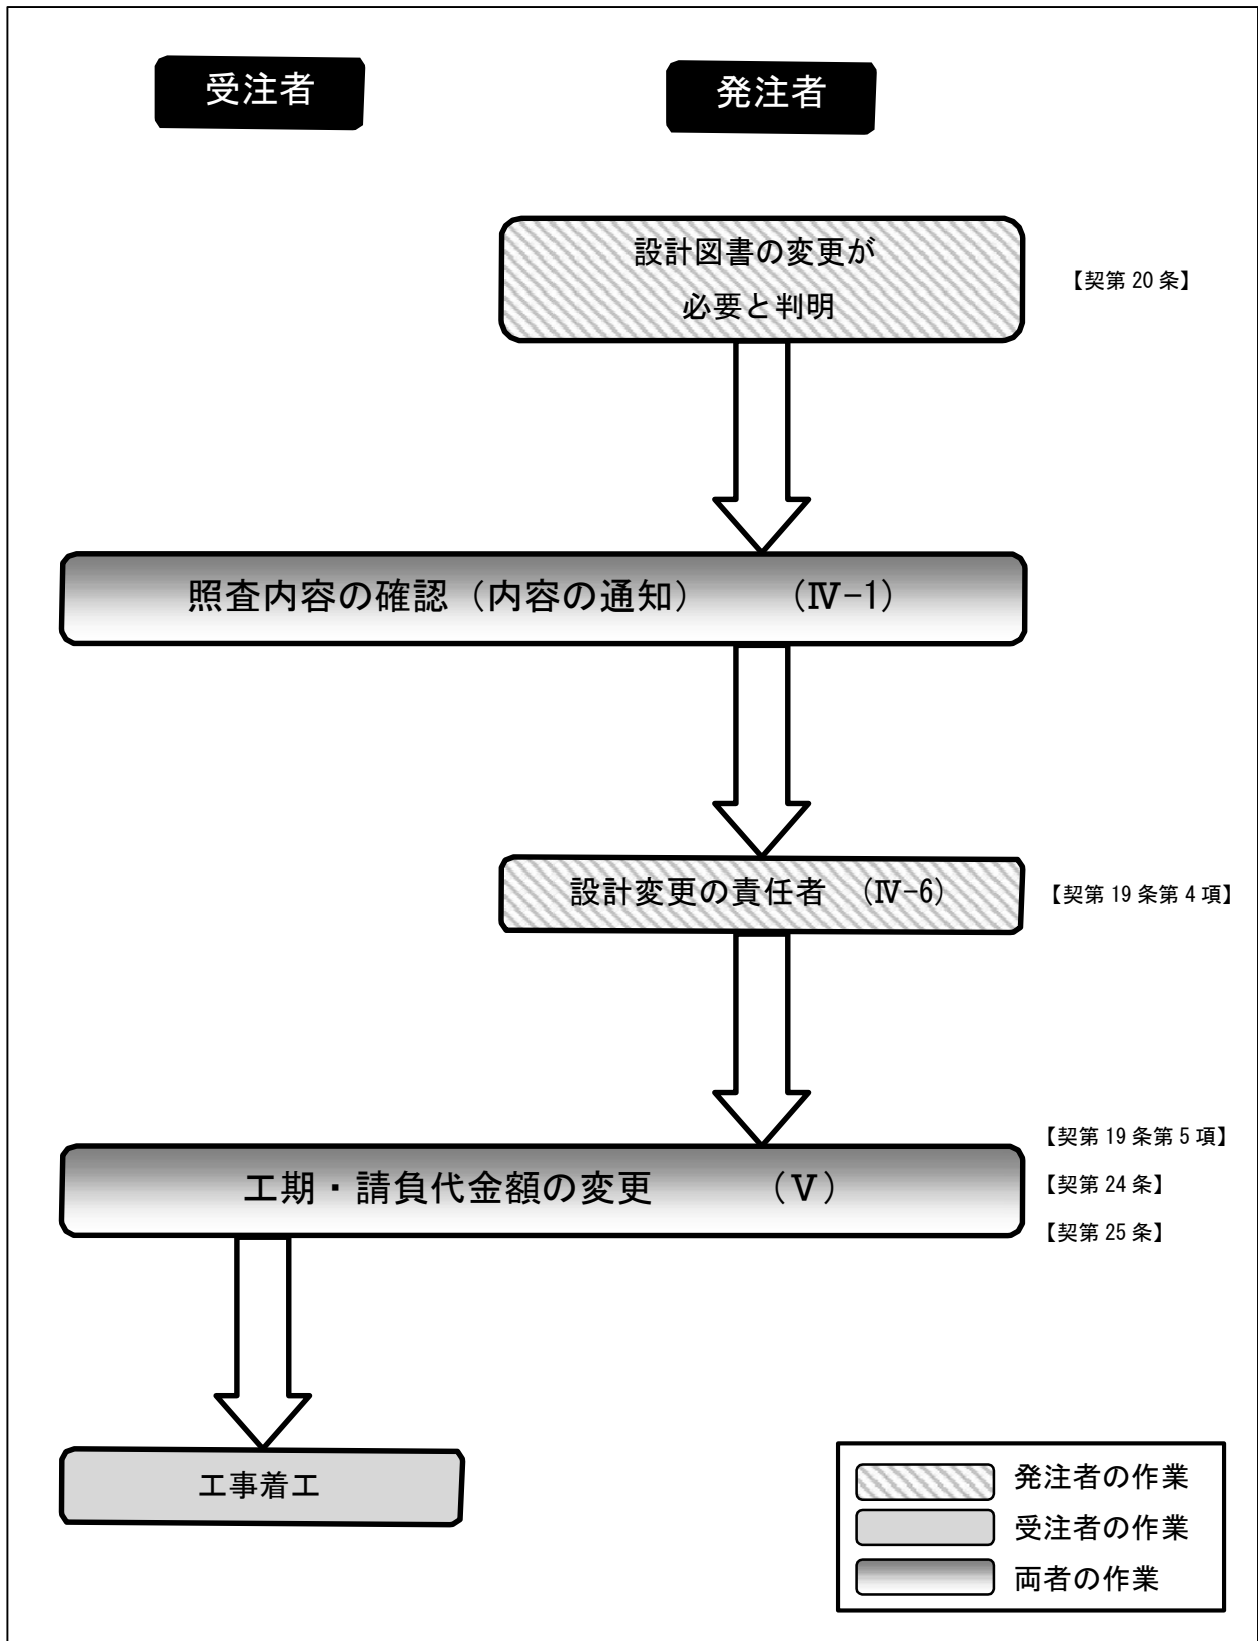 受注者
発注者
設計図書の変更が
必要と判明
【契第 20 条】
照査内容の確認（内容の通知） （Ⅳ-1）
設計変更の責任者 （Ⅳ-6）
【契第 19 条第 4 項】
工期・請負代金額の変更 （Ⅴ）
【契第 19 条第 5 項】
【契第 24 条】
【契第 25 条】
工事着工
発注者の作業
受注者の作業
両者の作業